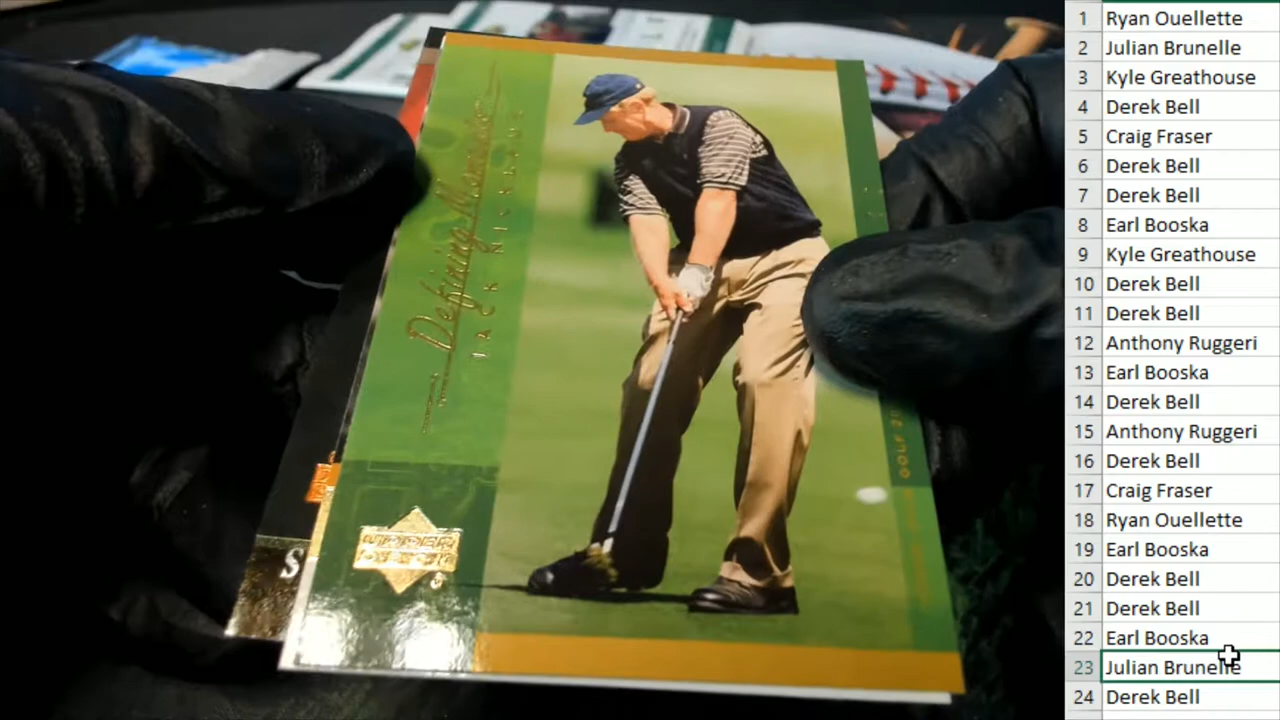 Defining Moments
JACK NICKLAUS
UPPER DECK
GOLF
S
1 Ryan Ouellette
2 Julian Brunelle
3 Kyle Greathouse
4 Derek Bell
5 Craig Fraser
6 Derek Bell
7 Derek Bell
8 Earl Booska
9 Kyle Greathouse
10 Derek Bell
11 Derek Bell
12 Anthony Ruggeri
13 Earl Booska
14 Derek Bell
15 Anthony Ruggeri
16 Derek Bell
17 Craig Fraser
18 Ryan Ouellette
19 Earl Booska
20 Derek Bell
21 Derek Bell
22 Earl Booska
23 Julian Brunelle
24 Derek Bell